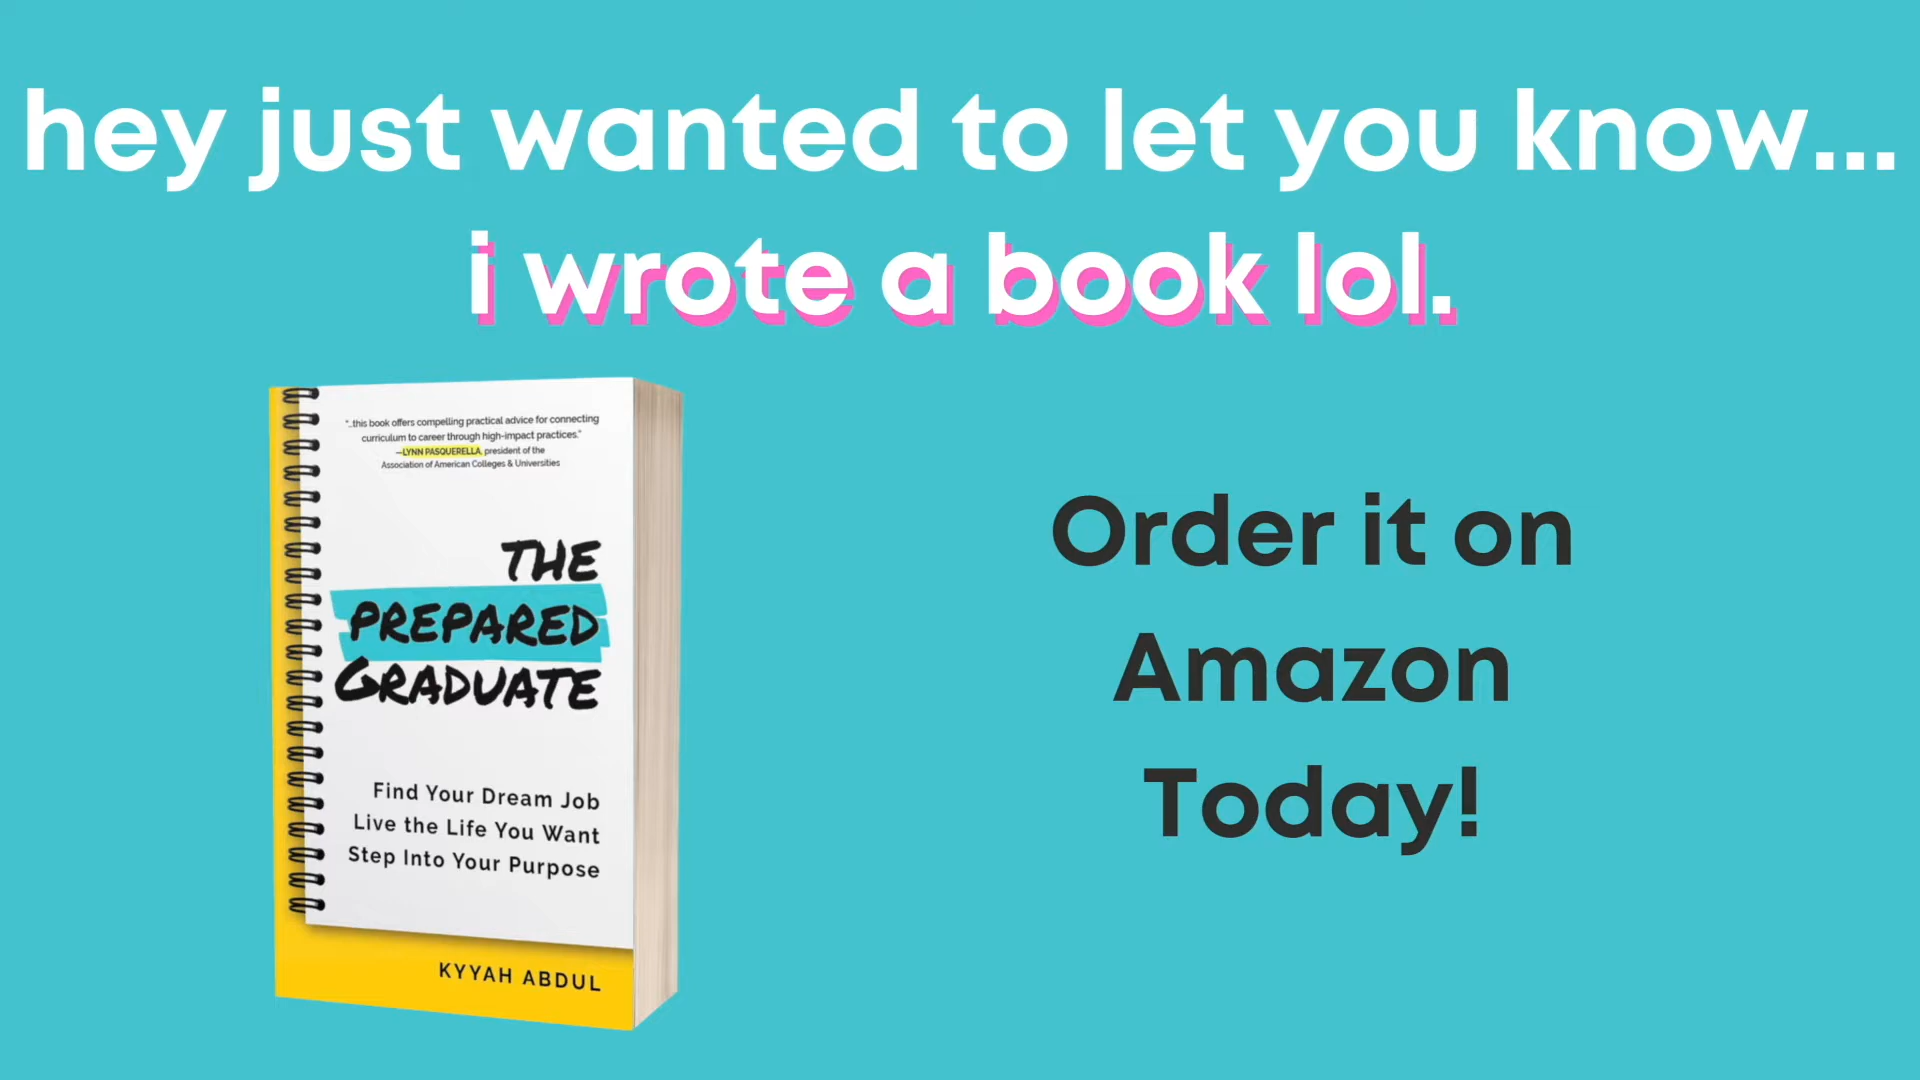 hey just wanted to let you know...
i wrote a book lol.
"...this book offers compelling practical advice for connecting
curriculum to career through high-impact practices."
—LYNN PASQUERELLA, president of the
Association of American Colleges & Universities
THE
PREPARED
GRADUATE
Find Your Dream Job
Live the Life You Want
Step Into Your Purpose
KYYAH ABDUL
Order it on
Amazon
Today!